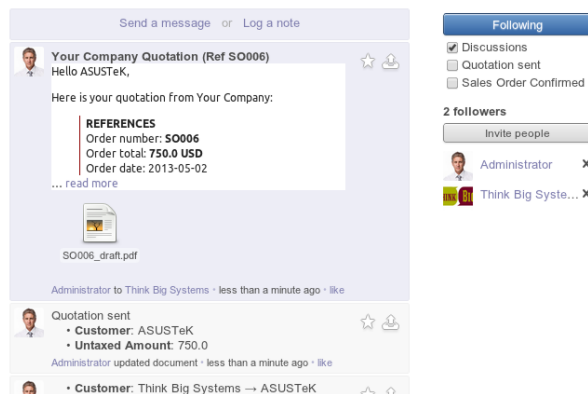 Send a message or Log a note
Your Company Quotation (Ref SO006)
Hello ASUSTeK,
Here is your quotation from Your Company:
REFERENCES
Order number: SO006
Order total: 750.0 USD
Order date: 2013-05-02
... read more
SO006_draft.pdf
Administrator to Think Big Systems • less than a minute ago • like
Quotation sent
• Customer: ASUSTeK
• Untaxed Amount: 750.0
Administrator updated document • less than a minute ago • like
• Customer: Think Big Systems → ASUSTeK
Following
Discussions
Quotation sent
Sales Order Confirmed
2 followers
Invite people
Administrator
Think Big Syste...